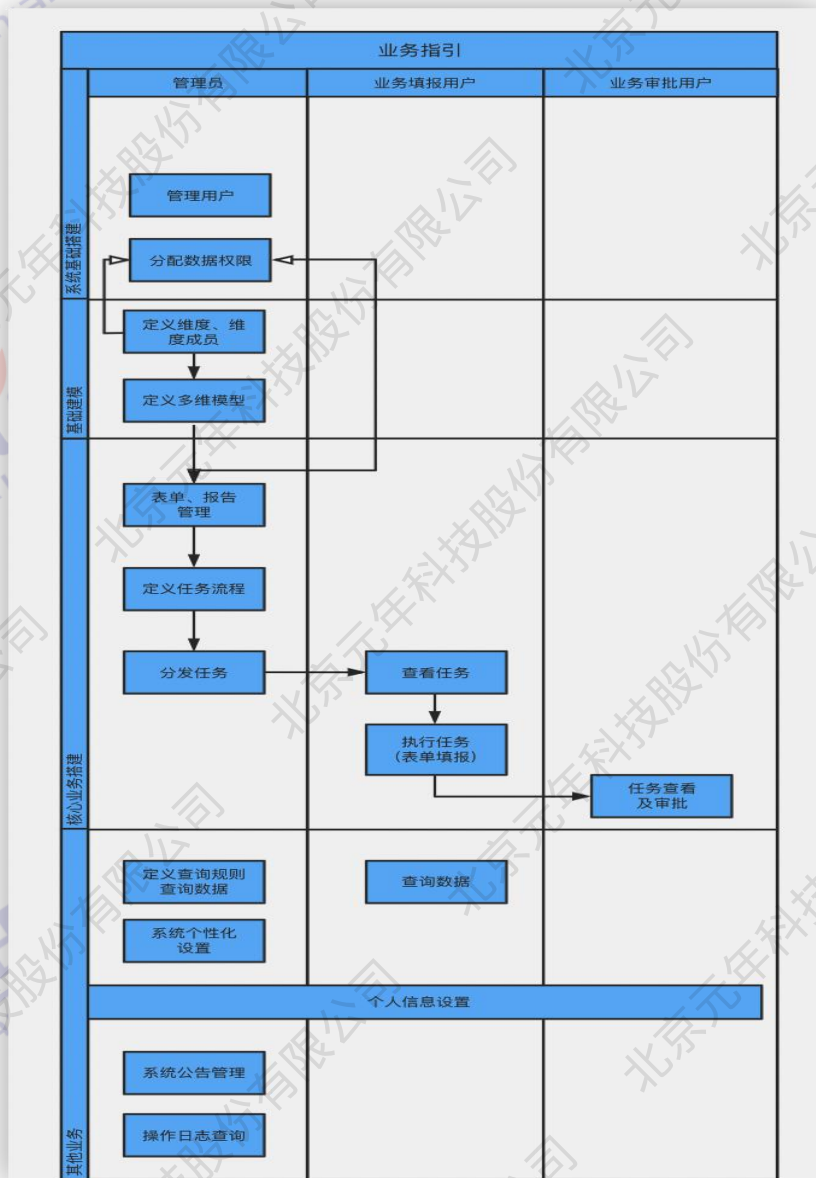 业务指引
管理员
业务填报用户
业务审批用户
系统基础搭建
管理用户
分配数据权限
基础建模
定义维度、维
度成员
定义多维模型
核心业务搭建
表单、报告
管理
定义任务流程
分发任务
查看任务
执行任务
(表单填报)
任务查看
及审批
其他业务
定义查询规则
查询数据
查询数据
系统个性化
设置
个人信息设置
系统公告管理
操作日志查询
北京元年科技股份有限公司